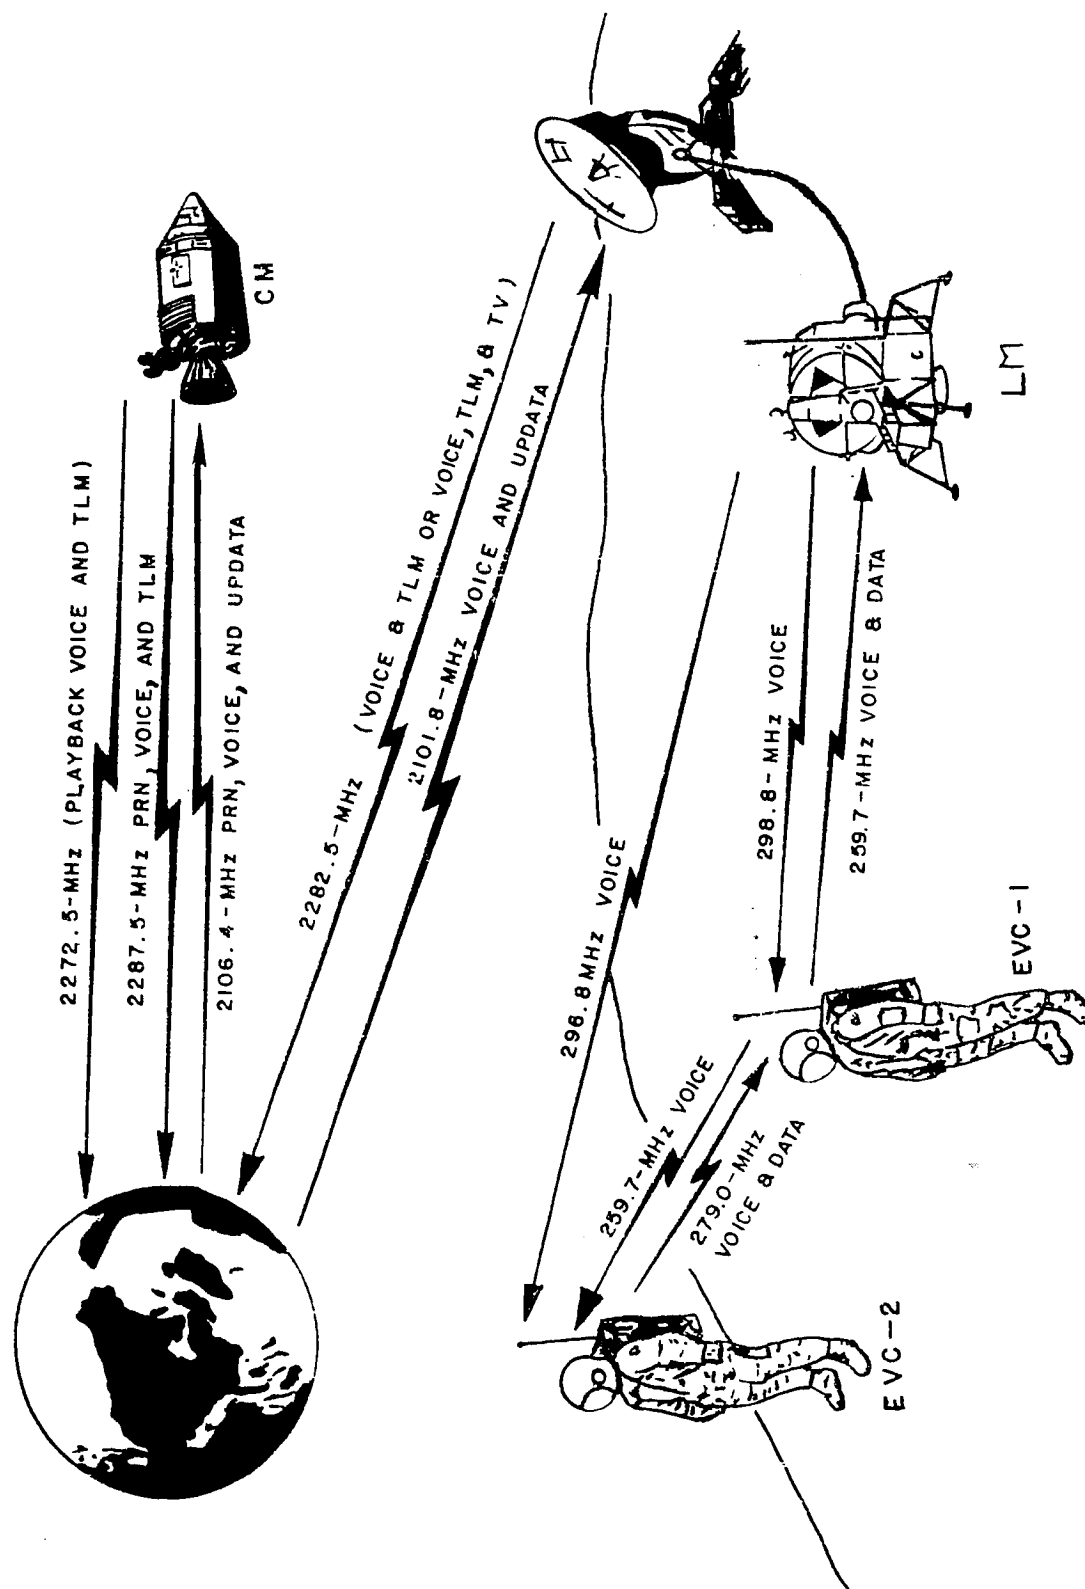 2272.5-MHz (PLAYBACK VOICE AND TLM)
2287.5-MHz PRN, VOICE, AND TLM
2106.4-MHz PRN, VOICE, AND UPDATA
CM
2282.5-MHz (VOICE & TLM OR VOICE, TLM, & TV)
2101.8-MHz VOICE AND UPDATA
296.8MHz VOICE
298.8-MHz VOICE
259.7-MHz VOICE & DATA
LM
259.7-MHz VOICE
279.0-MHz
VOICE & DATA
EVC-1
EVC-2